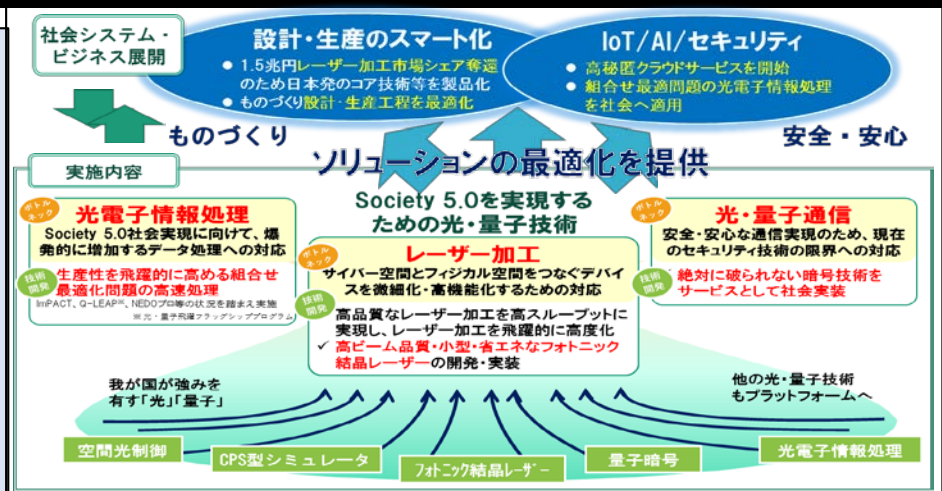 社会システム・
ビジネス展開
設計・生産のスマート化
● 1.5兆円レーザー加工市場シェア奪還
のため日本発のコア技術等を製品化
● ものづくり設計・生産工程を最適化
IoT/AI/セキュリティ
● 高秘匿クラウドサービスを開始
● 組合せ最適問題の光電子情報処理
を社会へ適用
ものづくり
安全・安心
ソリューションの最適化を提供
実施内容
Society 5.0を実現する
ための光・量子技術
ボトル
ネック
光電子情報処理
Society 5.0社会実現に向けて、爆
発的に増加するデータ処理への対応
技術
開発
生産性を飛躍的に高める組合せ
最適化問題の高速処理
ImPACT、Q-LEAP※、NEDOプロ等の状況を踏まえ実施
※ 光・量子飛躍フラッグシッププログラム
ボトル
ネック
レーザー加工
サイバー空間とフィジカル空間をつなぐデバイ
スを微細化・高機能化するための対応
技術
開発
高品質なレーザー加工を高スループットに
実現し、レーザー加工を飛躍的に高度化
✓ 高ビーム品質・小型・省エネなフォトニック
結晶レーザーの開発・実装
ボトル
ネック
光・量子通信
安全・安心な通信実現のため、現在
のセキュリティ技術の限界への対応
技術
開発
絶対に破られない暗号技術を
サービスとして社会実装
我が国が強みを
有す「光」「量子」
他の光・量子技術
もプラットフォームへ
空間光制御
CPS型シミュレータ
フォトニック結晶レーザー
量子暗号
光電子情報処理